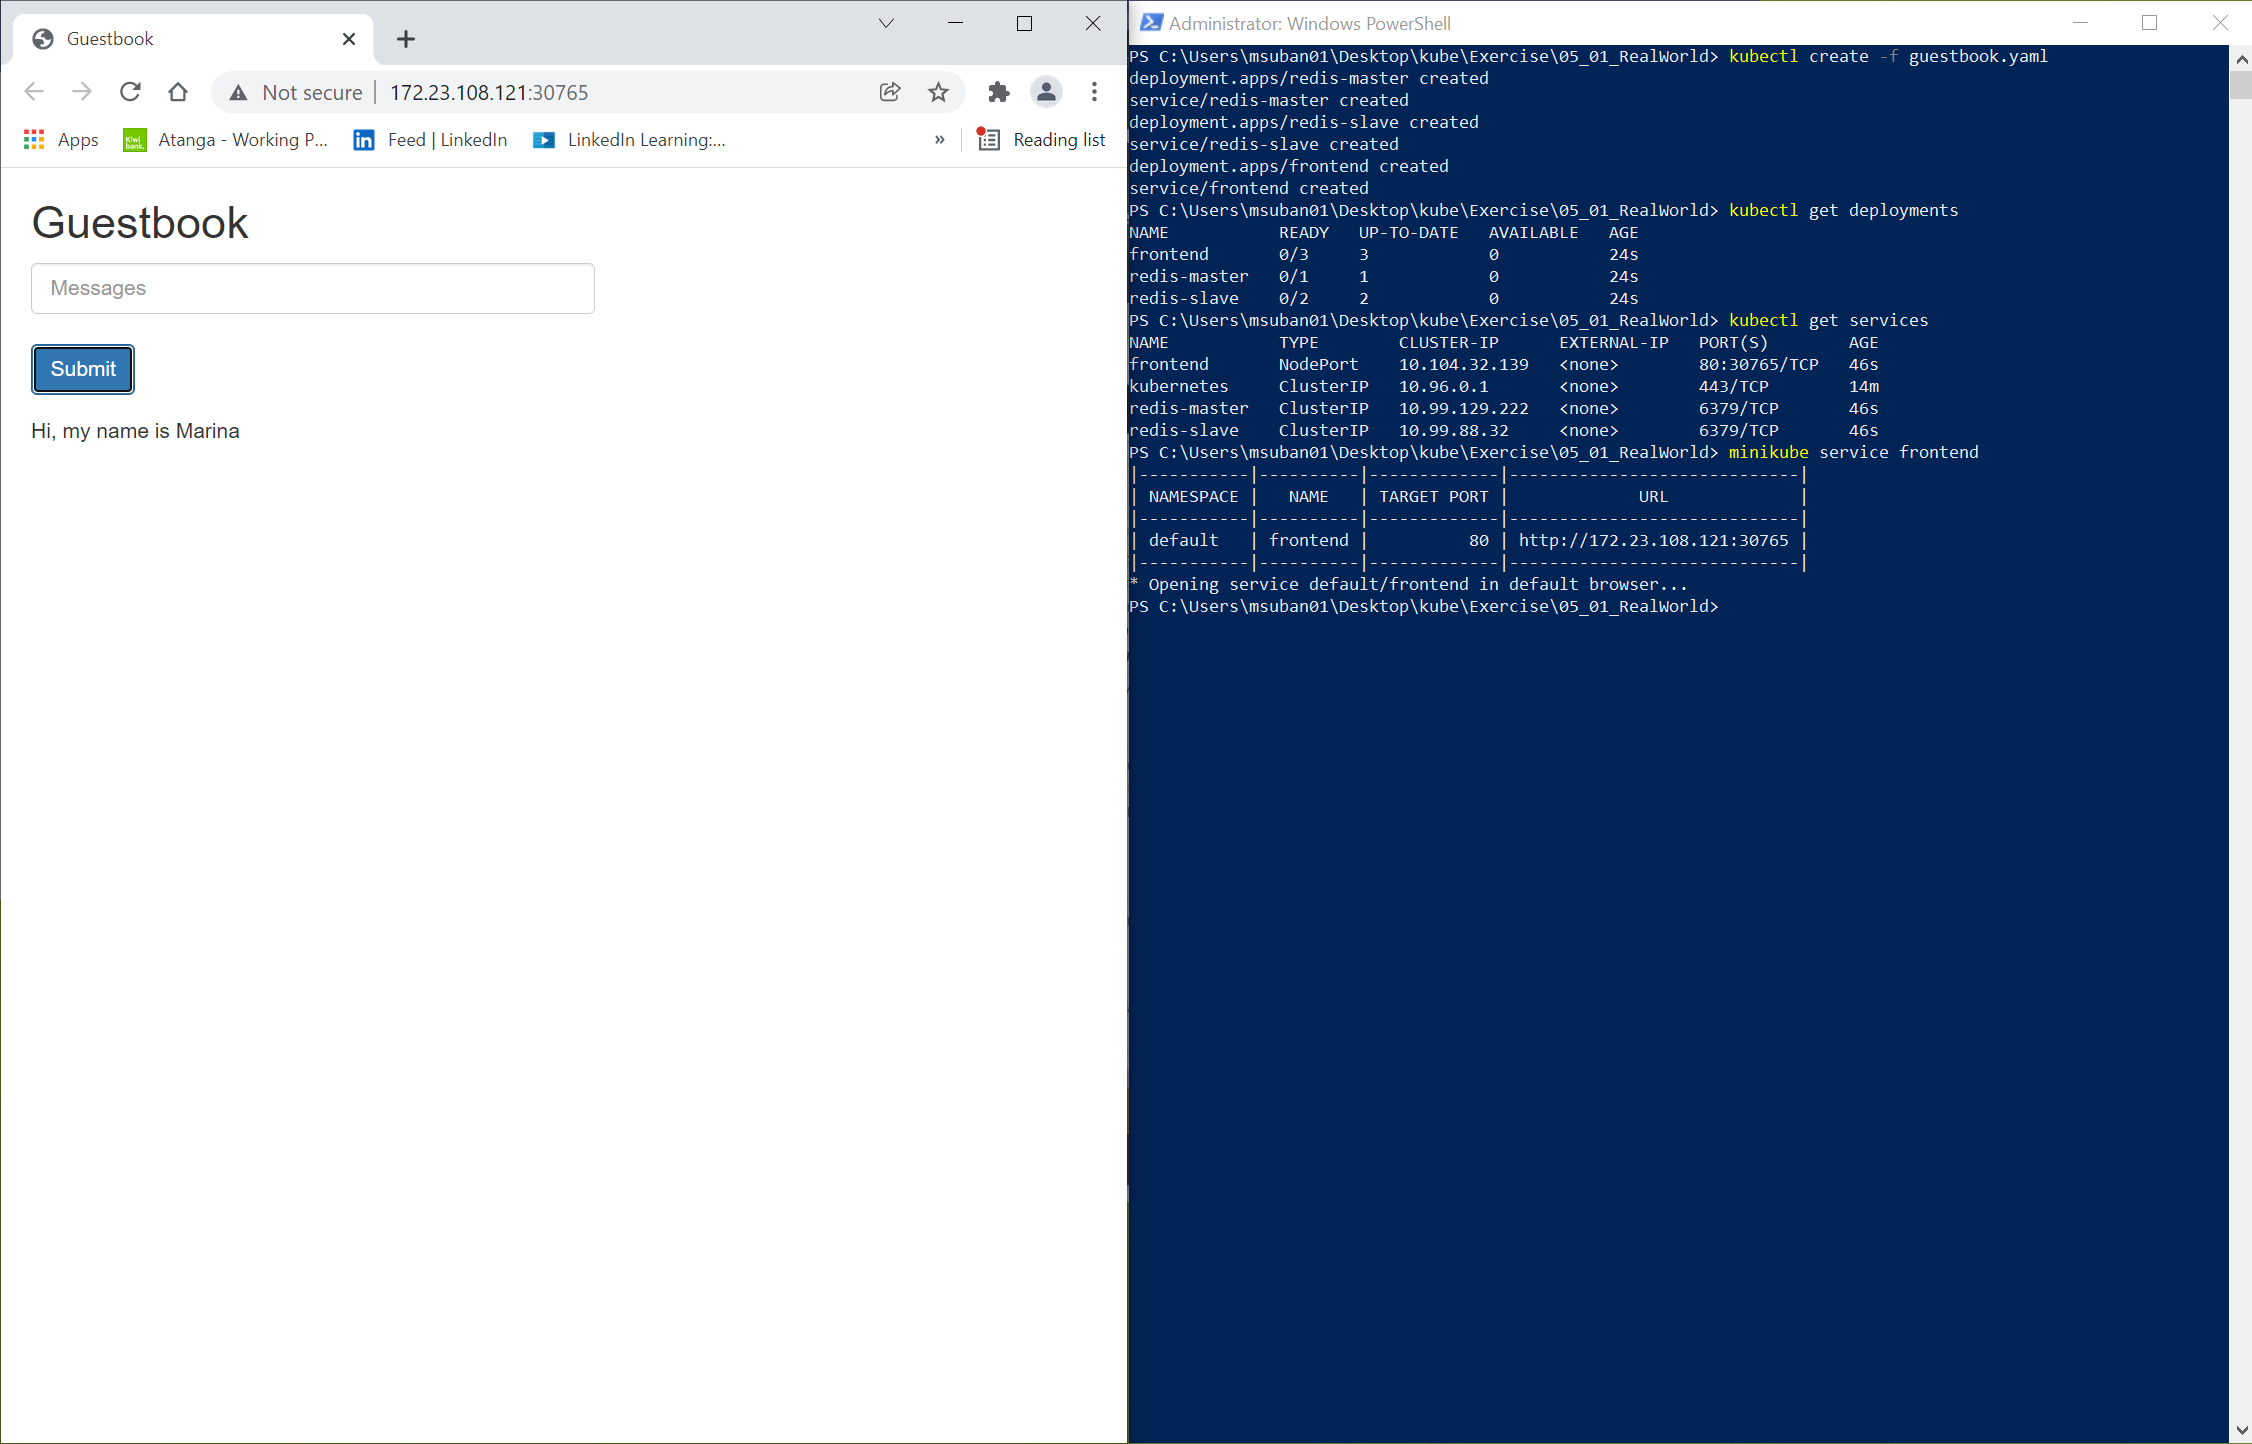 Guestbook
Not secure
172.23.108.121:30765
Apps
Kiwi bank.
Atanga - Working P...
in
Feed | LinkedIn
LinkedIn Learning:...
»
Reading list
Guestbook
Messages
Submit
Hi, my name is Marina
Administrator: Windows PowerShell
PS C:\Users\msuban01\Desktop\kube\Exercise\05_01_RealWorld> kubectl create -f guestbook.yaml
deployment.apps/redis-master created
service/redis-master created
deployment.apps/redis-slave created
service/redis-slave created
deployment.apps/frontend created
service/frontend created
PS C:\Users\msuban01\Desktop\kube\Exercise\05_01_RealWorld> kubectl get deployments
NAME READY UP-TO-DATE AVAILABLE AGE
frontend 0/3 3 0 24s
redis-master 0/1 1 0 24s
redis-slave 0/2 2 0 24s
PS C:\Users\msuban01\Desktop\kube\Exercise\05_01_RealWorld> kubectl get services
NAME TYPE CLUSTER-IP EXTERNAL-IP PORT(S) AGE
frontend NodePort 10.104.32.139 <none> 80:30765/TCP 46s
kubernetes ClusterIP 10.96.0.1 <none> 443/TCP 14m
redis-master ClusterIP 10.99.129.222 <none> 6379/TCP 46s
redis-slave ClusterIP 10.99.88.32 <none> 6379/TCP 46s
PS C:\Users\msuban01\Desktop\kube\Exercise\05_01_RealWorld> minikube service frontend
|-----------|----------|-------------|-----------------------------|
| NAMESPACE | NAME | TARGET PORT | URL |
|-----------|----------|-------------|-----------------------------|
| default | frontend | 80 | http://172.23.108.121:30765 |
|-----------|----------|-------------|-----------------------------|
* Opening service default/frontend in default browser...
PS C:\Users\msuban01\Desktop\kube\Exercise\05_01_RealWorld>